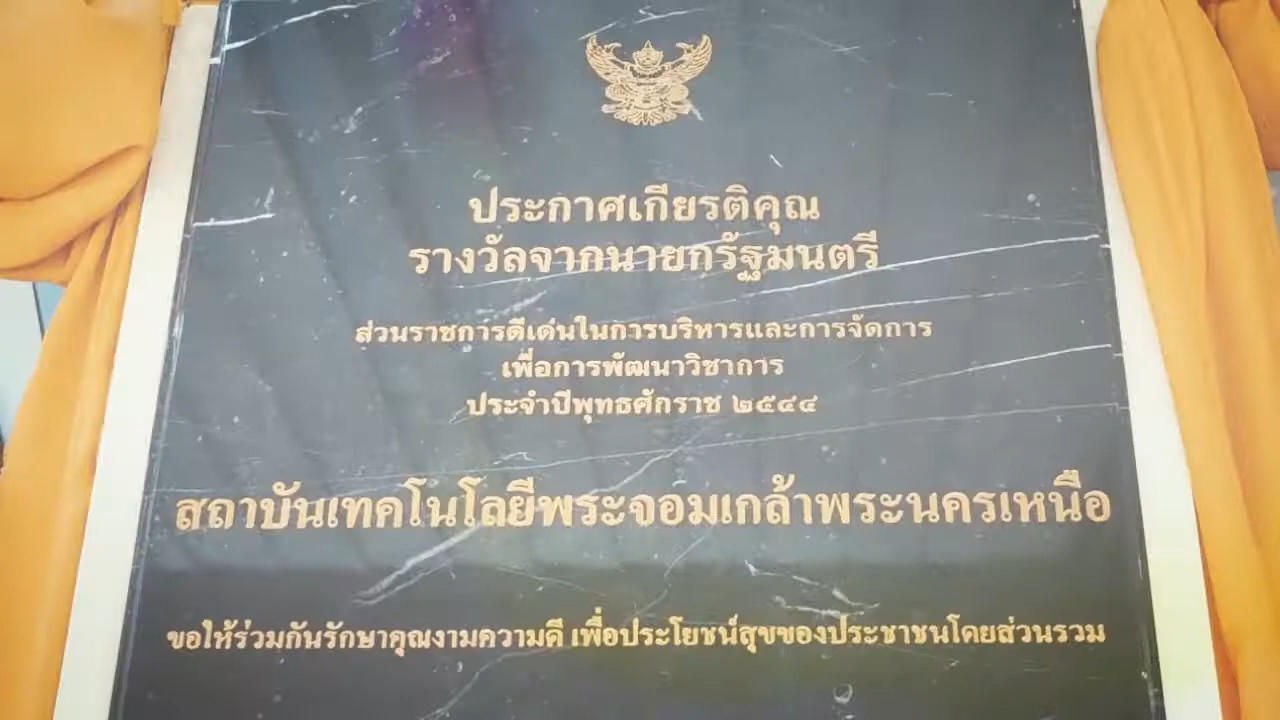 ประกาศเกียรติคุณ
รางวัลจากนายกรัฐมนตรี
ส่วนราชการดีเด่นในการบริหารและการจัดการ
เพื่อการพัฒนาวิชาการ
ประจำปีพุทธศักราช ๒๕๔๔
สถาบันเทคโนโลยีพระจอมเกล้าพระนครเหนือ
ขอให้ร่วมกันรักษาคุณงามความดี เพื่อประโยชน์สุขของประชาชนโดยส่วนรวม